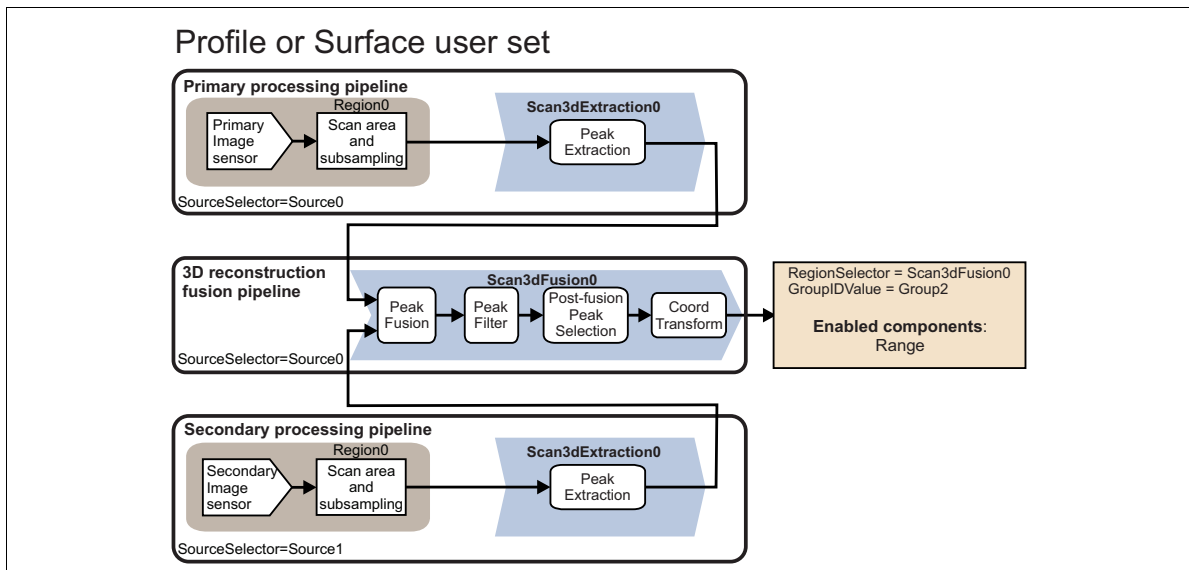 Profile or Surface user set
Primary processing pipeline
Region0
Primary
Image
sensor
Scan area
and
subsampling
Scan3dExtraction0
Peak
Extraction
SourceSelector=Source0
3D reconstruction
fusion pipeline
Scan3dFusion0
Peak
Fusion
Peak
Filter
Post-fusion
Peak
Selection
Coord
Transform
SourceSelector=Source0
RegionSelector = Scan3dFusion0
GroupIDValue = Group2
Enabled components:
Range
Secondary processing pipeline
Region0
Secondary
Image
sensor
Scan area
and
subsampling
Scan3dExtraction0
Peak
Extraction
SourceSelector=Source1